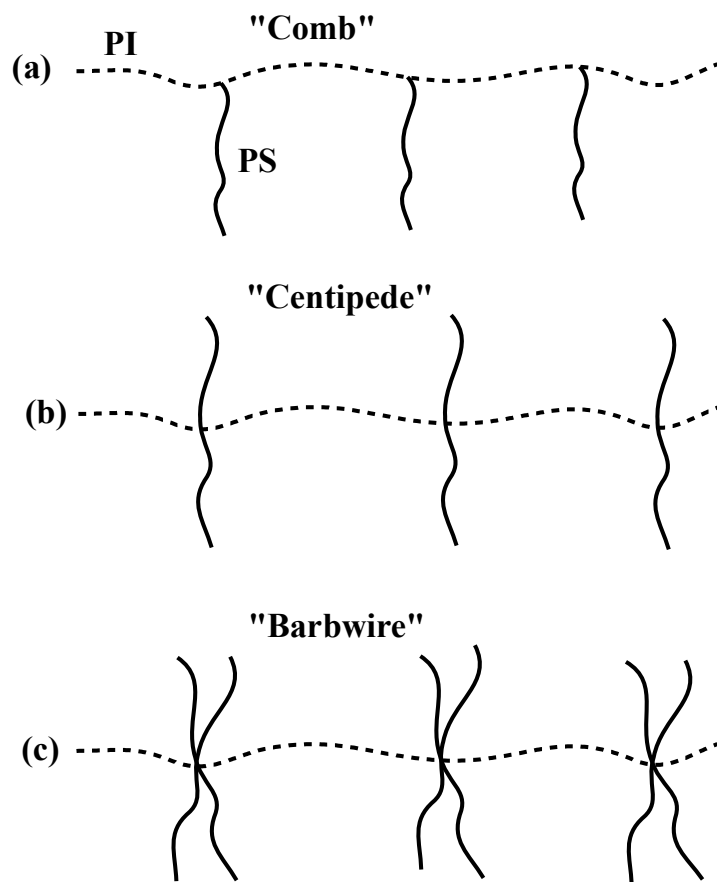 "Comb"
PI
(a)
PS
"Centipede"
(b)
"Barbwire"
(c)